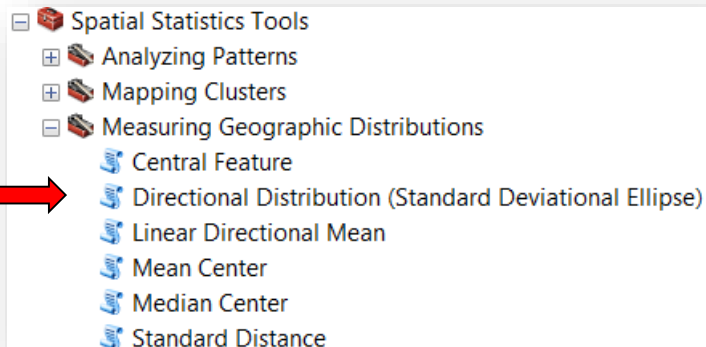 Spatial Statistics Tools
Analyzing Patterns
Mapping Clusters
Measuring Geographic Distributions
Central Feature
Directional Distribution (Standard Deviational Ellipse)
Linear Directional Mean
Mean Center
Median Center
Standard Distance